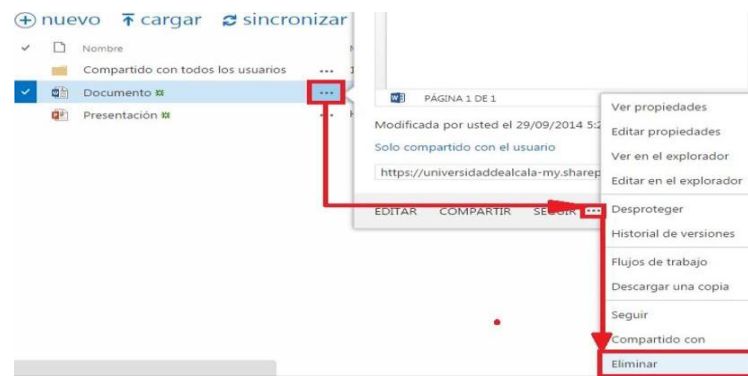 nuevo cargar sincronizar
Nombre
Compartido con todos los usuarios ...
Documento ...
Presentación ...
PÁGINA 1 DE 1
Modificada por usted el 29/09/2014 5:2
Solo compartido con el usuario
https://universidaddealcala-my.sharep
EDITAR COMPARTIR SEGUIR ...
Ver propiedades
Editar propiedades
Ver en el explorador
Editar en el explorador
Desproteger
Historial de versiones
Flujos de trabajo
Descargar una copia
Seguir
Compartido con
Eliminar